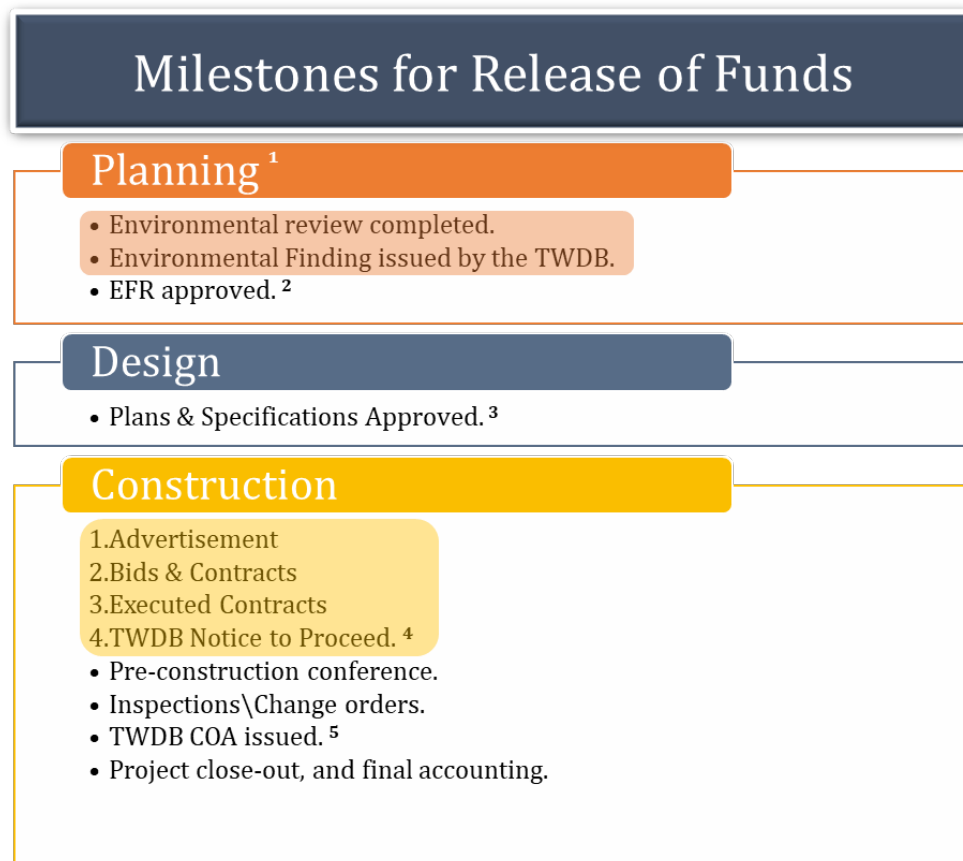 Milestones for Release of Funds
Planning ¹
• Environmental review completed.
• Environmental Finding issued by the TWDB.
• EFR approved. ²
Design
• Plans & Specifications Approved. ³
Construction
1.Advertisement
2.Bids & Contracts
3.Executed Contracts
4.TWDB Notice to Proceed. ⁴
• Pre-construction conference.
• Inspections\Change orders.
• TWDB COA issued. ⁵
• Project close-out, and final accounting.